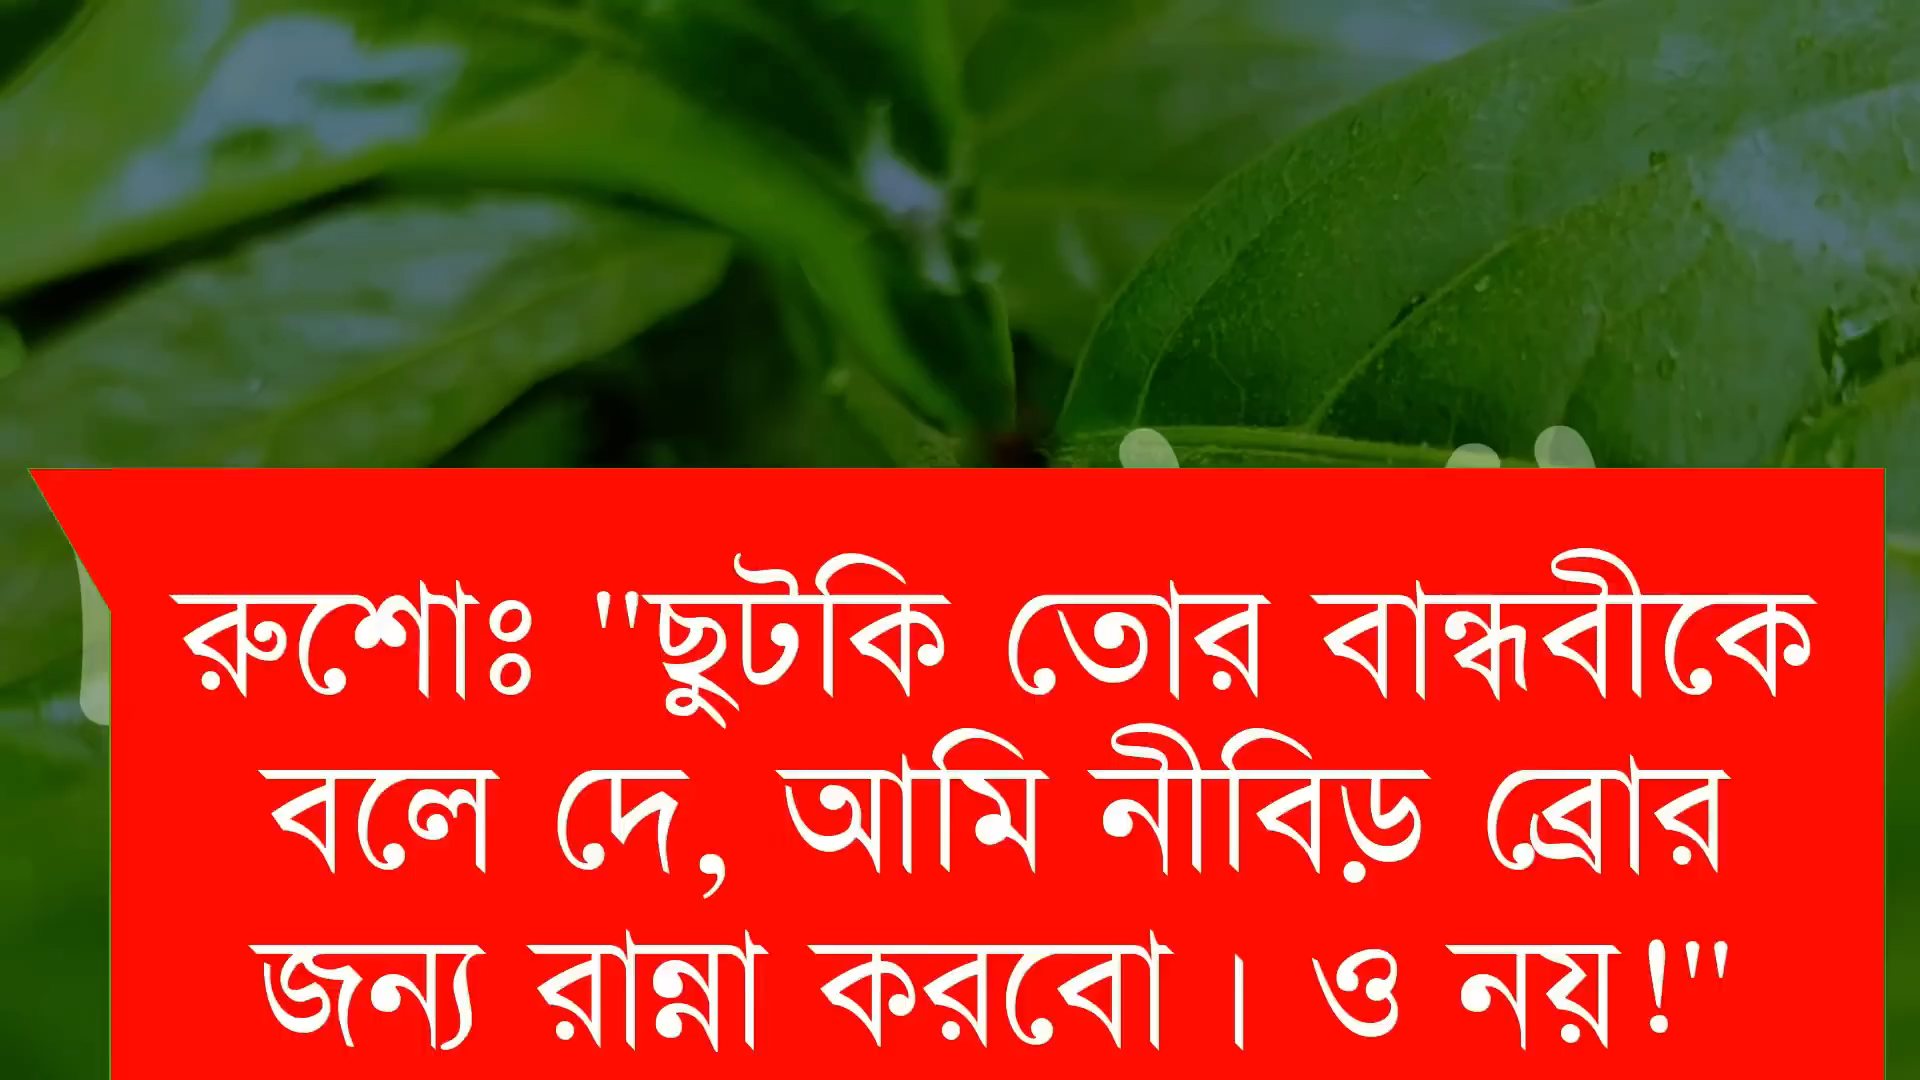 রুশোঃ "ছুটকি তোর বান্ধবীকে
বলে দে, আমি নীবিড় ব্রোর
জন্য রান্না করবো। ও নয়!"